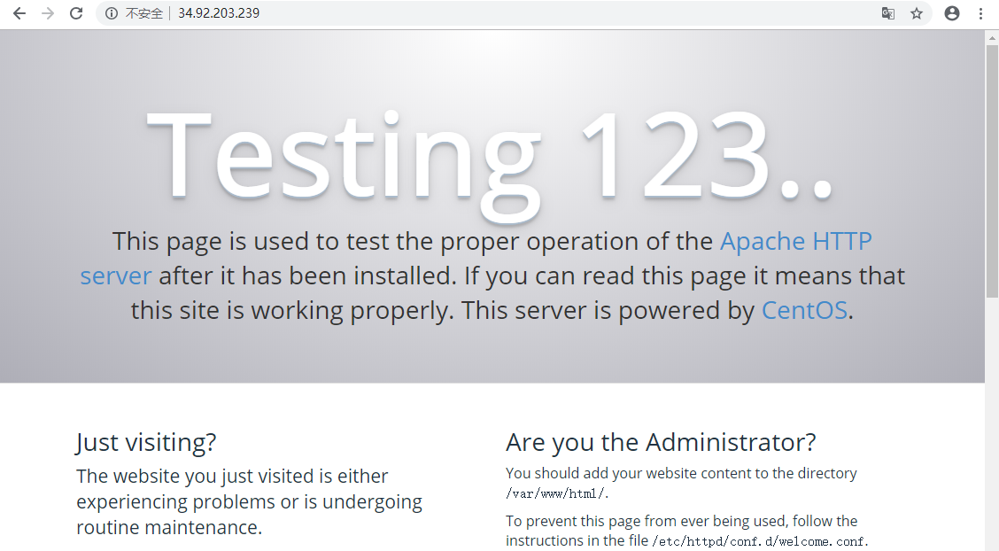 不安全 | 34.92.203.239
Testing 123..
This page is used to test the proper operation of the Apache HTTP
server after it has been installed. If you can read this page it means that
this site is working properly. This server is powered by CentOS.
Just visiting?
The website you just visited is either
experiencing problems or is undergoing
routine maintenance.
Are you the Administrator?
You should add your website content to the directory
/var/www/html/.
To prevent this page from ever being used, follow the
instructions in the file /etc/httpd/conf.d/welcome.conf.